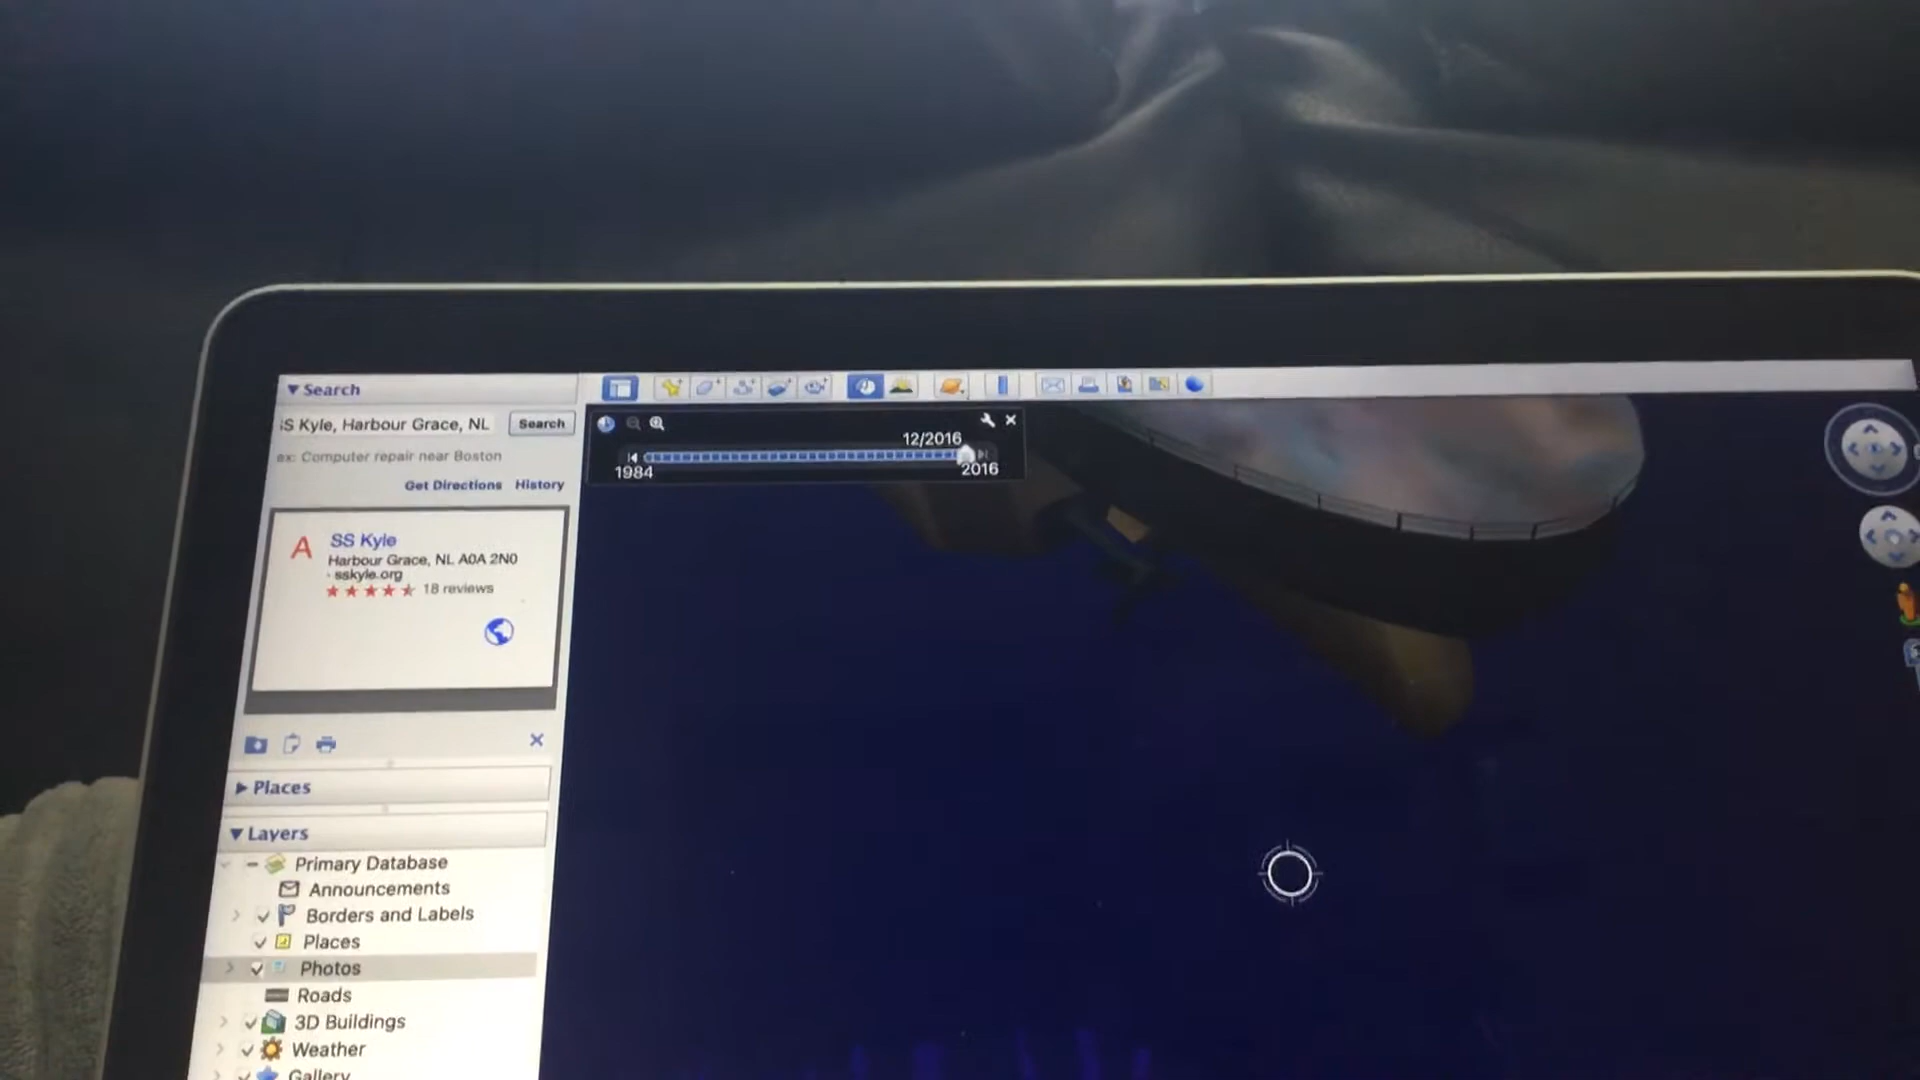 Search
S Kyle, Harbour Grace, NL
Search
ex: Computer repair near Boston
Get Directions History
A
SS Kyle
Harbour Grace, NL A0A 2N0
- sskyle.org
18 reviews
Places
Layers
Primary Database
Announcements
Borders and Labels
Places
Photos
Roads
3D Buildings
Weather
Gallery
12/2016
1984
2016